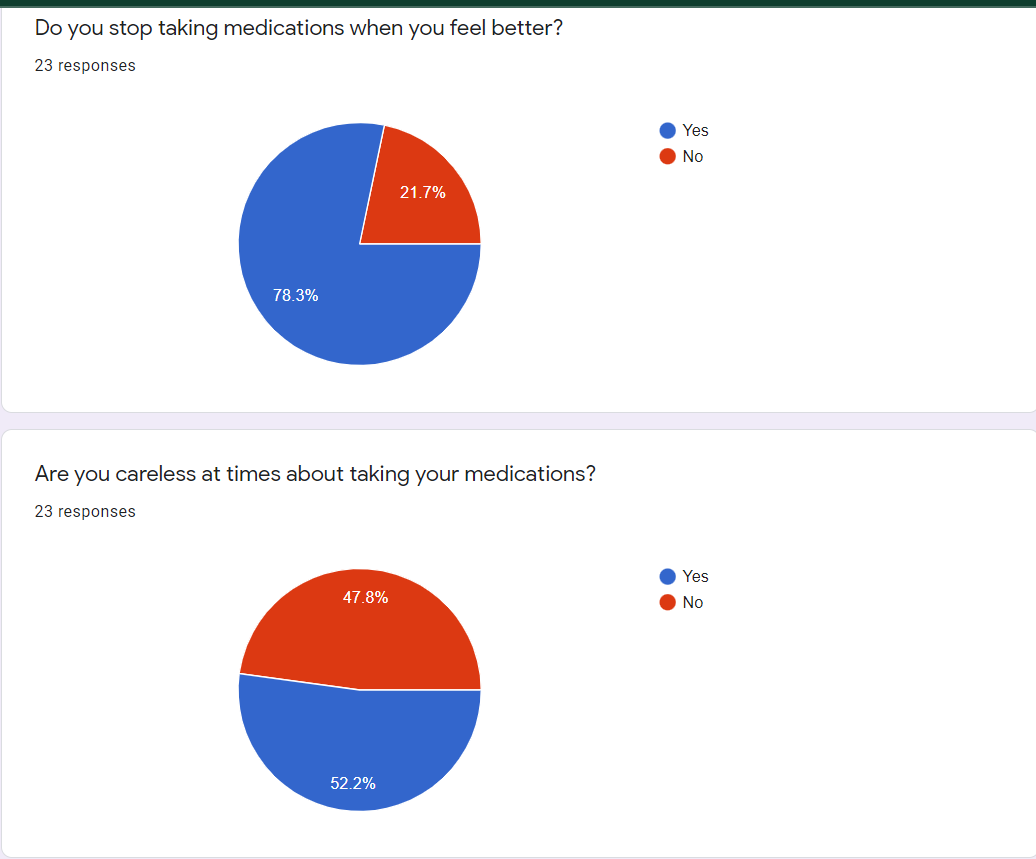 Do you stop taking medications when you feel better?
23 responses
Yes
No
21.7%
78.3%
Are you careless at times about taking your medications?
23 responses
Yes
No
47.8%
52.2%